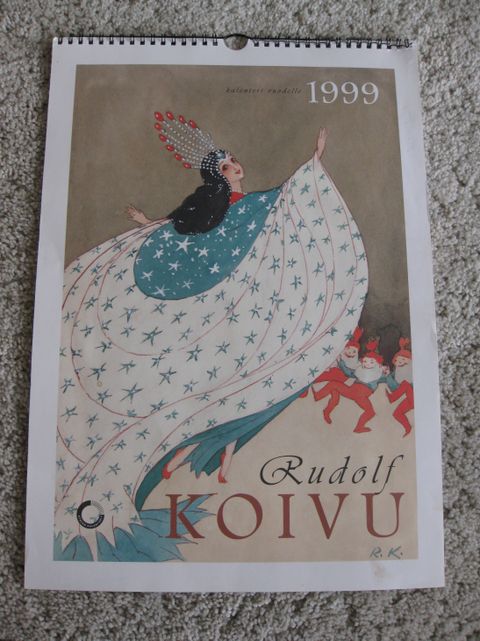 kalenteri vuodelle 1999
Rudolf
KOIVU
R.K.